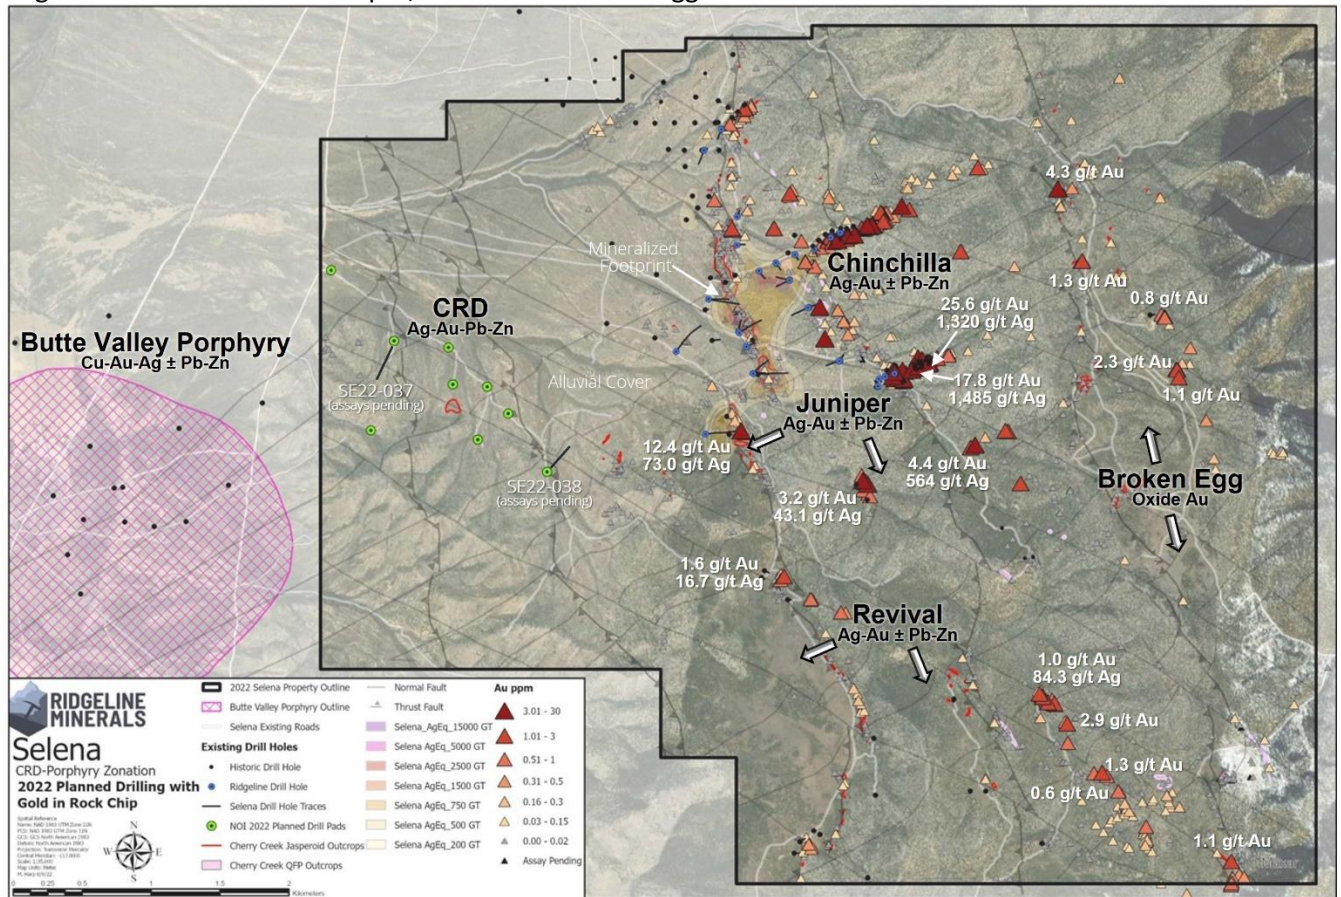 4.3 g/t Au
Mineralized
Footprint
Chinchilla
Ag-Au ± Pb-Zn
1.3 g/t Au
CRD
Ag-Au-Pb-Zn
25.6 g/t Au
1,320 g/t Ag
0.8 g/t Au
Butte Valley Porphyry
Cu-Au-Ag ± Pb-Zn
2.3 g/t Au
SE22-037
(assays pending)
Alluvial Cover
17.8 g/t Au
1,485 g/t Ag
1.1 g/t Au
Juniper
Ag-Au ± Pb-Zn
12.4 g/t Au
73.0 g/t Ag
4.4 g/t Au
564 g/t Ag
Broken Egg
Oxide Au
SE22-038
(assays pending)
3.2 g/t Au
43.1 g/t Ag
1.6 g/t Au
16.7 g/t Ag
Revival
Ag-Au ± Pb-Zn
1.0 g/t Au
84.3 g/t Ag
2.9 g/t Au
1.3 g/t Au
0.6 g/t Au
1.1 g/t Au
RIDGELINE
MINERALS
Selena
CRD-Porphyry Zonation
2022 Planned Drilling with
Gold in Rock Chip
Spatial Reference
N
W
E
S
0
0.25
0.5
1
1.5
2
Kilometers
2022 Selena Property Outline
Butte Valley Porphyry Outline
Selena Existing Roads
Existing Drill Holes
Historic Drill Hole
Ridgeline Drill Hole
Selena Drill Hole Traces
NOI 2022 Planned Drill Pads
Cherry Creek Jasperoid Outcrops
Cherry Creek QFP Outcrops
Normal Fault
Thrust Fault
Selena_AgEq_15000 GT
Selena AgEq_5000 GT
Selena AgEq_2500 GT
Selena AgEq_1500 GT
Selena AgEq_750 GT
Selena AgEq_500 GT
Selena AgEq_200 GT
Au ppm
3.01 - 30
1.01 - 3
0.51 - 1
0.31 - 0.5
0.16 - 0.3
0.03 - 0.15
0.00 - 0.02
Assay Pending